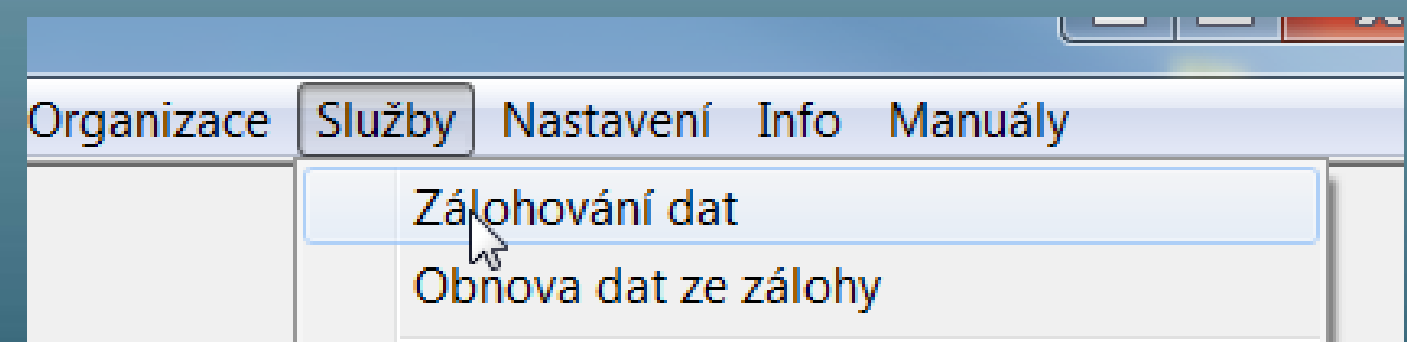 Organizace Služby Nastavení Info Manuály
Zálohování dat
Obnova dat ze zálohy